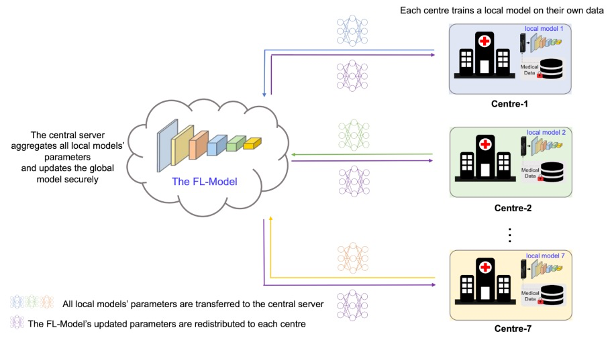 Each centre trains a local model on their own data
local model 1
Medical
Data
Centre-1
The central server
aggregates all local models'
parameters
and updates the global
model securely
The FL-Model
local model 2
Medical
Data
Centre-2
local model 7
Medical
Data
Centre-7
All local models' parameters are transferred to the central server
The FL-Model's updated parameters are redistributed to each centre